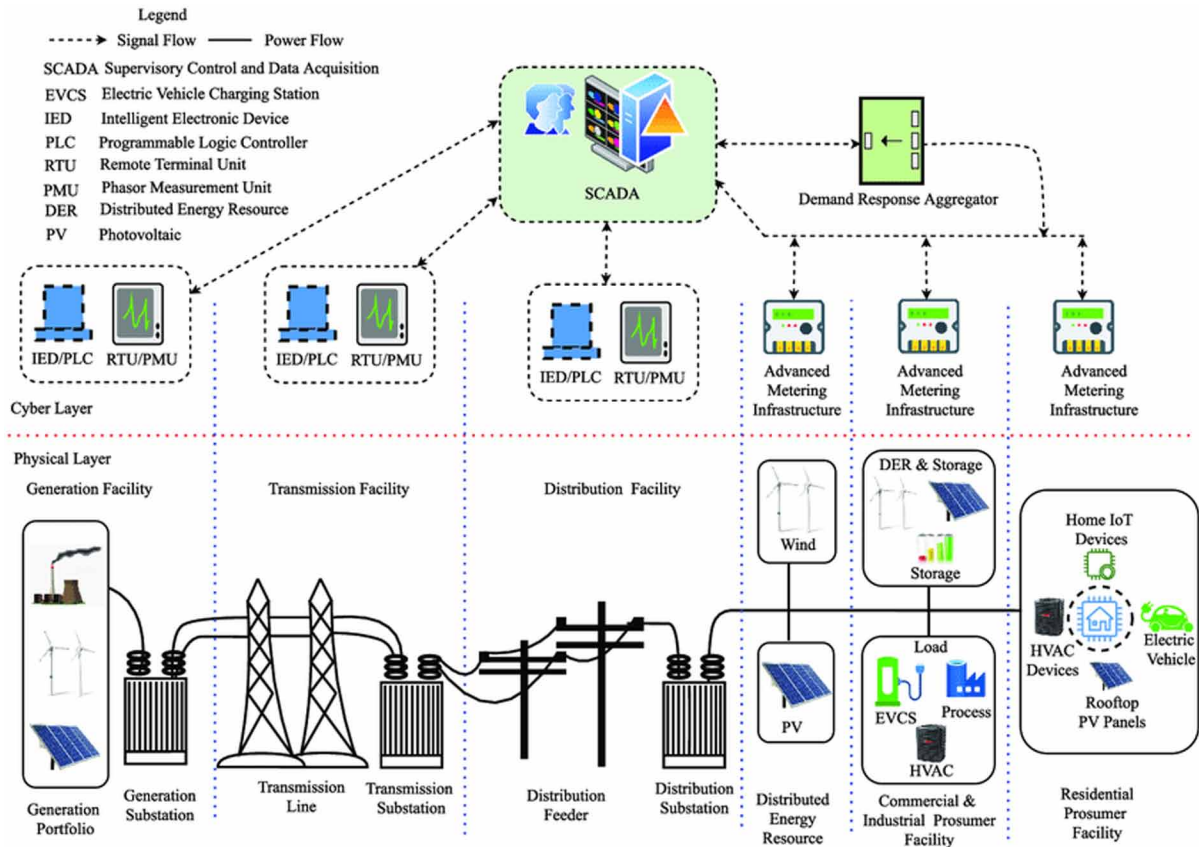 Legend
Signal Flow
Power Flow
SCADA Supervisory Control and Data Acquisition
EVCS Electric Vehicle Charging Station
IED Intelligent Electronic Device
PLC Programmable Logic Controller
RTU Remote Terminal Unit
PMU Phasor Measurement Unit
DER Distributed Energy Resource
PV Photovoltaic
SCADA
Demand Response Aggregator
IED/PLC RTU/PMU
IED/PLC RTU/PMU
IED/PLC RTU/PMU
Advanced
Metering
Infrastructure
Advanced
Metering
Infrastructure
Advanced
Metering
Infrastructure
Cyber Layer
Physical Layer
Generation Facility
Transmission Facility
Distribution Facility
Wind
PV
DER & Storage
Storage
Load
EVCS
Process
HVAC
Home IoT
Devices
HVAC
Devices
Electric
Vehicle
Rooftop
PV Panels
Generation
Portfolio
Generation
Substation
Transmission
Line
Transmission
Substation
Distribution
Feeder
Distribution
Substation
Distributed
Energy
Resource
Commercial &
Industrial Prosumer
Facility
Residential
Prosumer
Facility